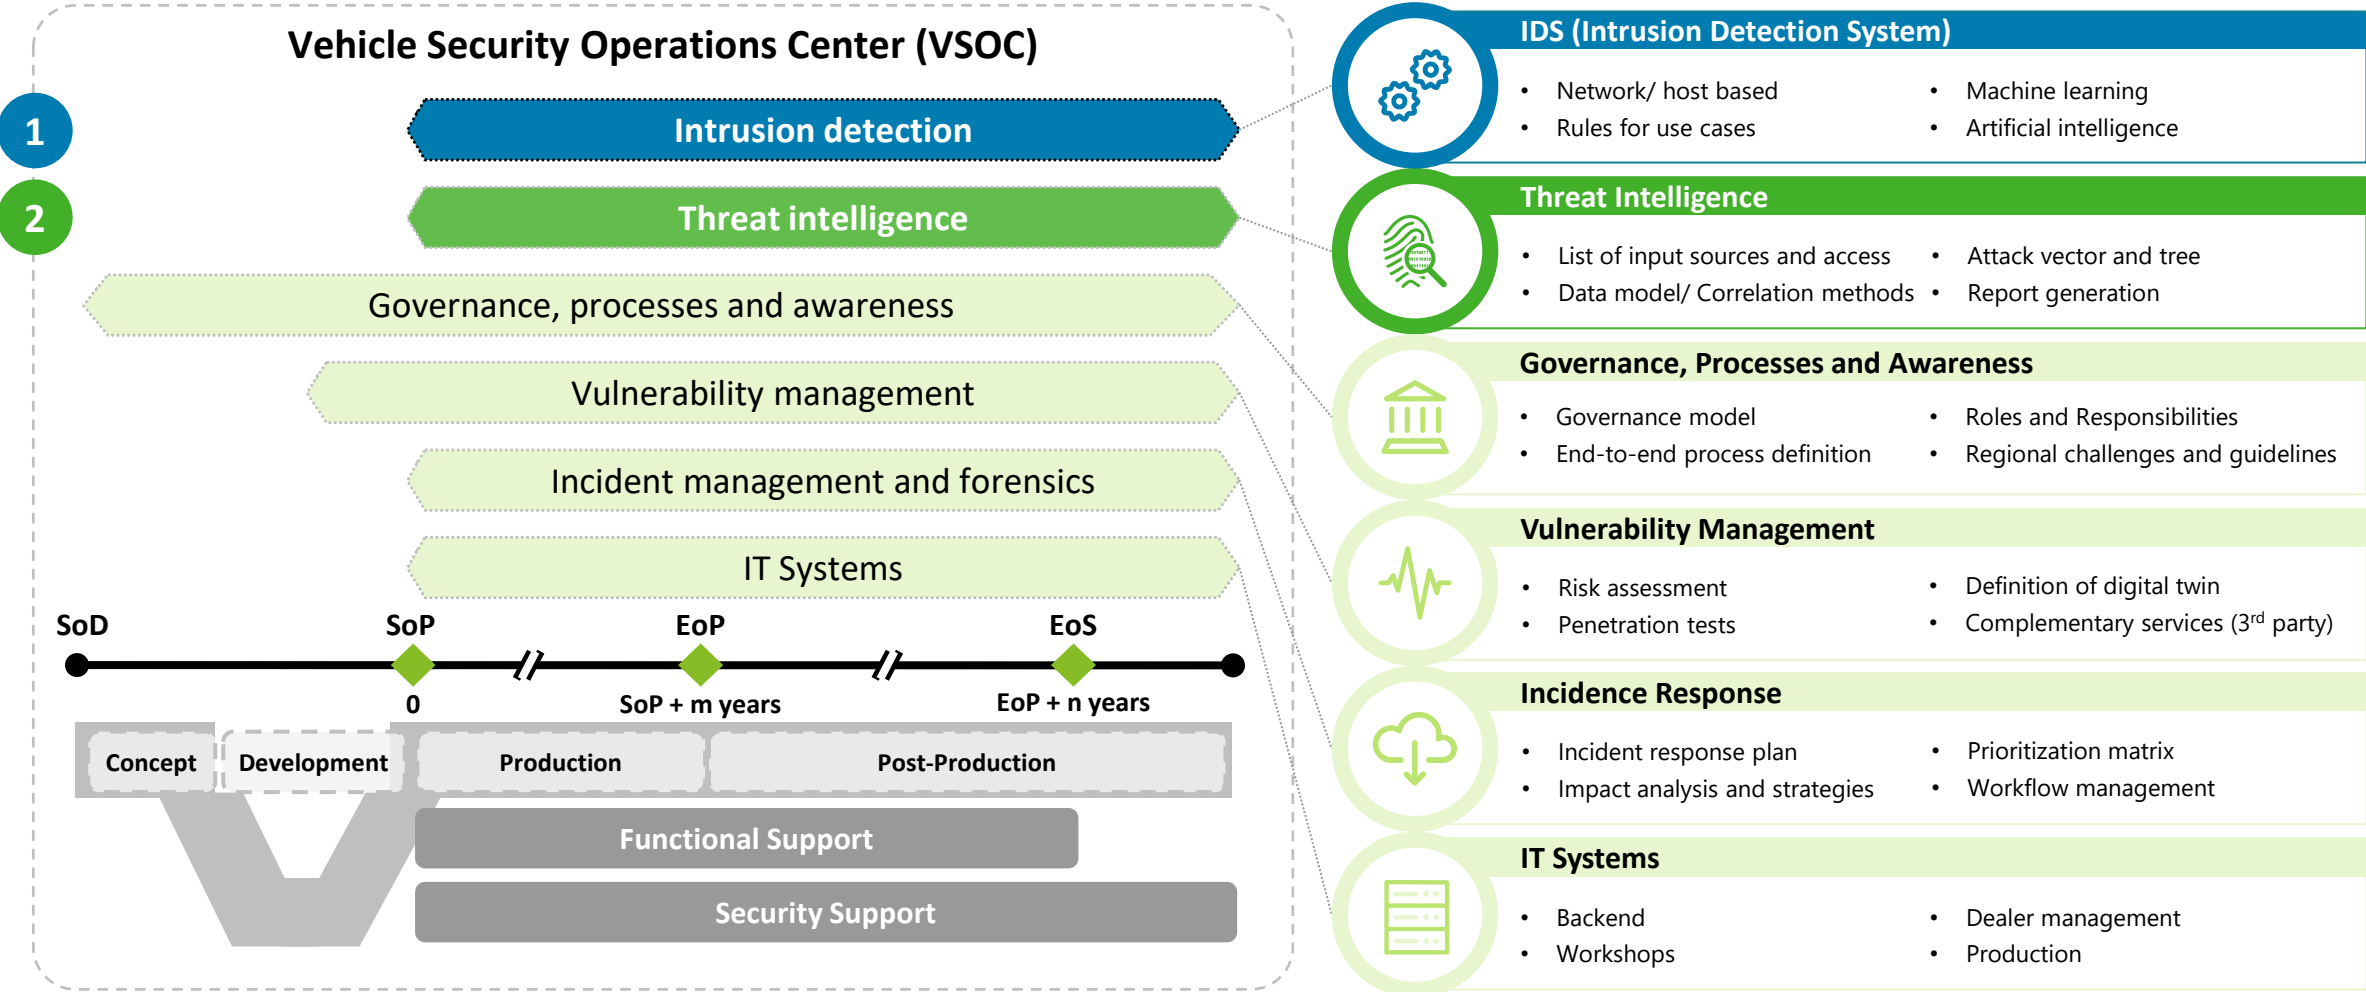 Vehicle Security Operations Center (VSOC)
1
Intrusion detection
2
Threat intelligence
Governance, processes and awareness
Vulnerability management
Incident management and forensics
IT Systems
SoD
SoP
EoP
EoS
0
SoP + m years
EoP + n years
Concept
Development
Production
Post-Production
Functional Support
Security Support
IDS (Intrusion Detection System)
• Network/ host based
• Rules for use cases
• Machine learning
• Artificial intelligence
Threat Intelligence
• List of input sources and access
• Data model/ Correlation methods
• Attack vector and tree
• Report generation
Governance, Processes and Awareness
• Governance model
• End-to-end process definition
• Roles and Responsibilities
• Regional challenges and guidelines
Vulnerability Management
• Risk assessment
• Penetration tests
• Definition of digital twin
• Complementary services (3rd party)
Incidence Response
• Incident response plan
• Impact analysis and strategies
• Prioritization matrix
• Workflow management
IT Systems
• Backend
• Workshops
• Dealer management
• Production